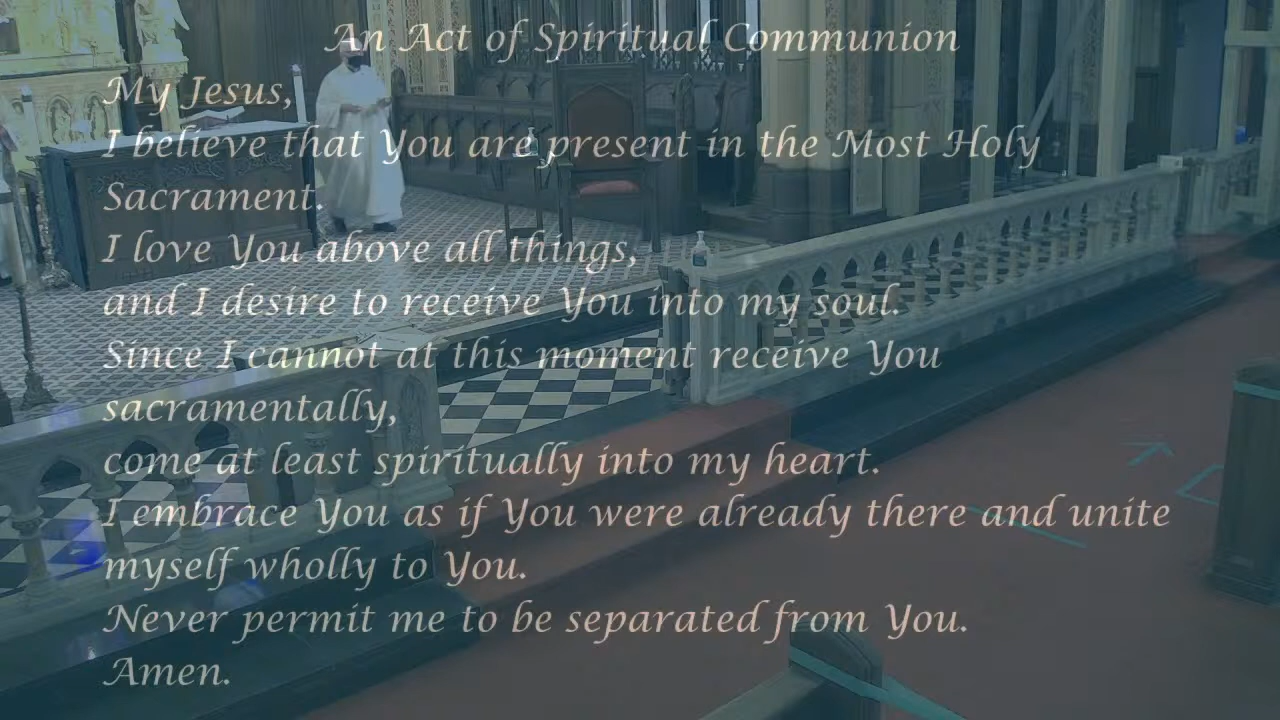 An Act of Spiritual Communion
My Jesus,
I believe that You are present in the Most Holy
Sacrament.
I love You above all things,
and I desire to receive You into my soul.
Since I cannot at this moment receive You
sacramentally,
come at least spiritually into my heart.
I embrace You as if You were already there and unite
myself wholly to You.
Never permit me to be separated from You.
Amen.